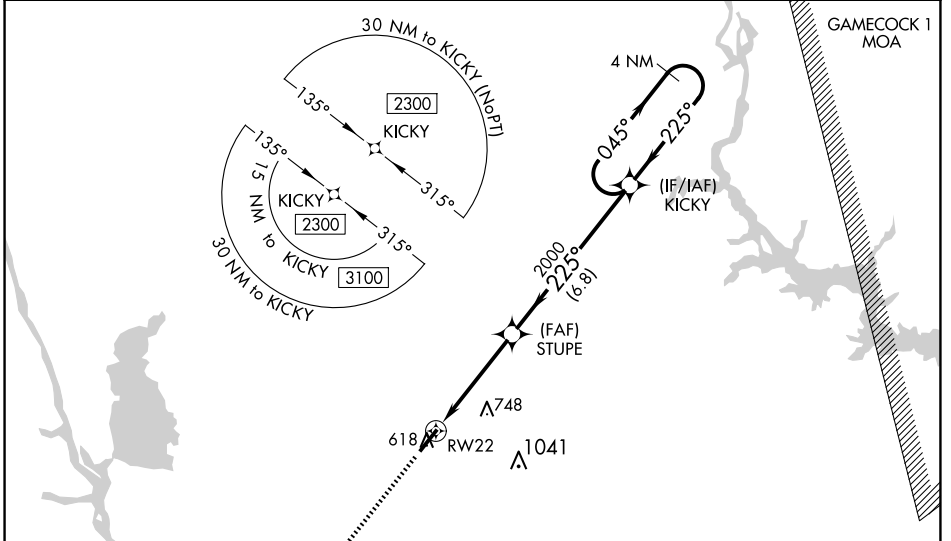 30 NM to KICKY (NoPT)
135°
2300
KICKY
315°
135°
15 NM to KICKY
KICKY
2300
315°
3100
30 NM to KICKY
4 NM
045°
225°
GAMECOCK 1
MOA
(IF/IAF)
KICKY
2000
225°
(6.8)
(FAF)
STUPE
748
618
RW22
1041